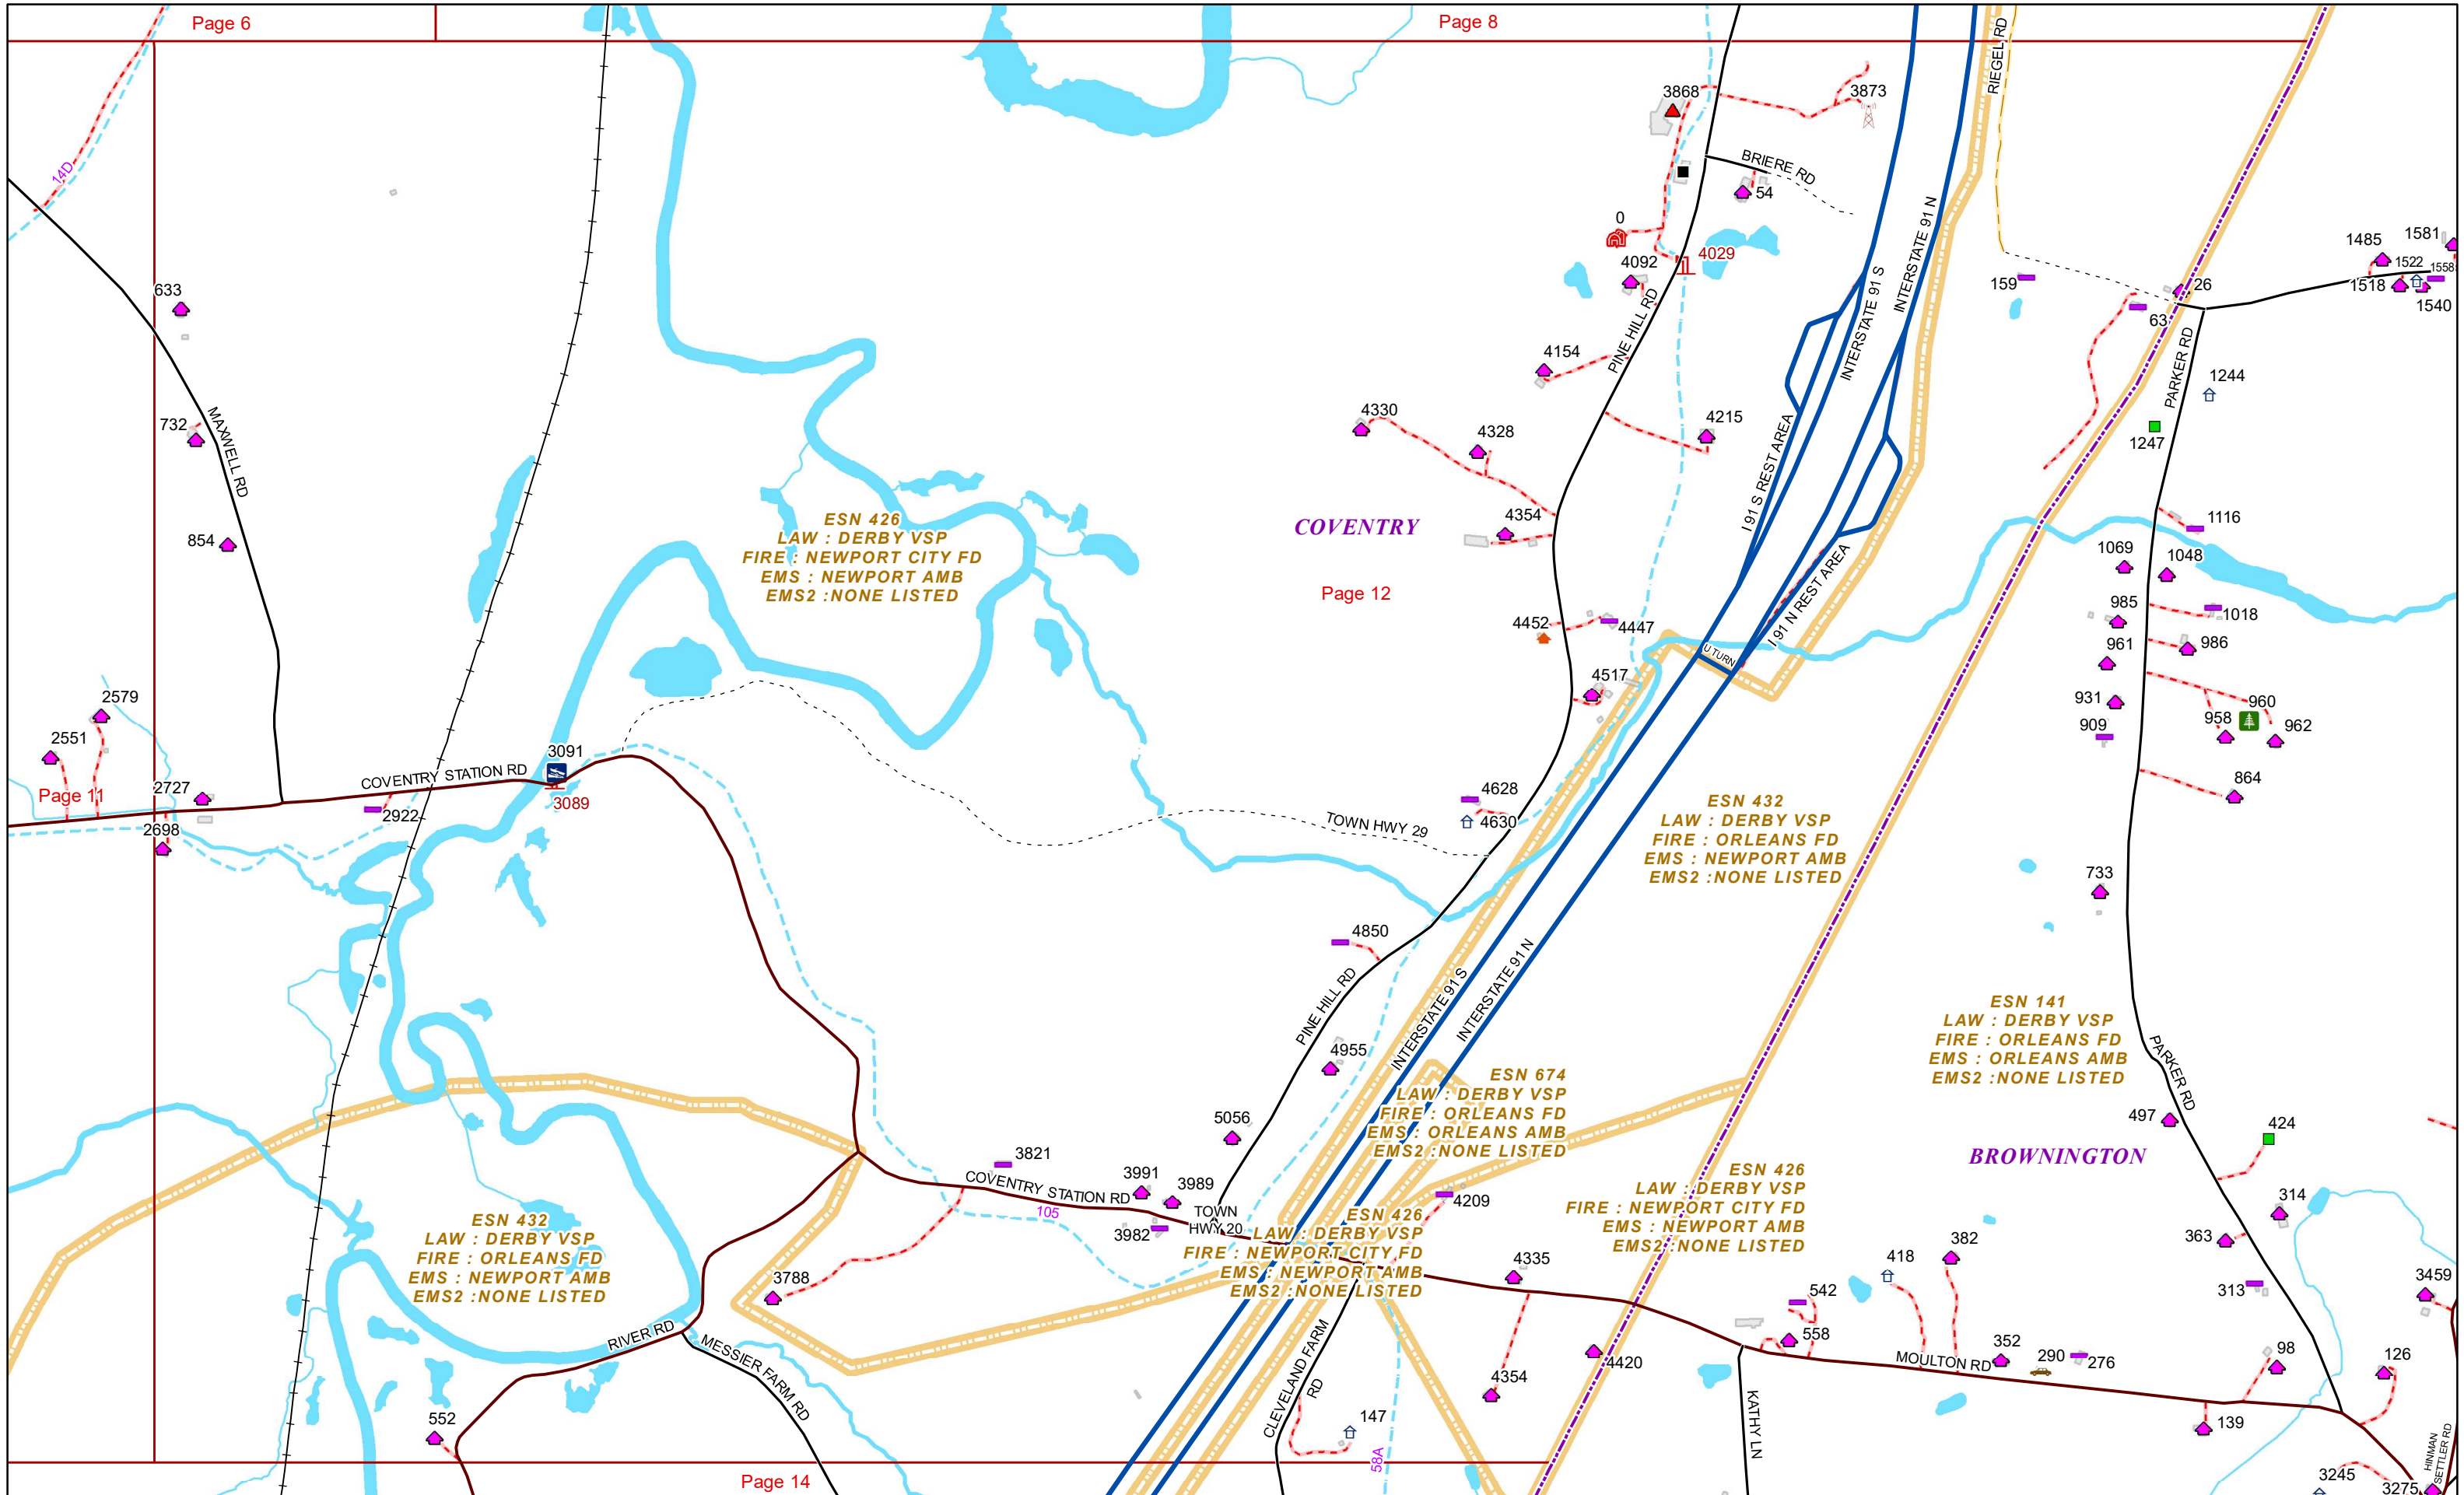 Page 6
Page 8
RIEGEL RD
3868
3873
14D
BRIERE RD
54
0
4029
4092
INTERSTATE 91 N
INTERSTATE 91 S
159
26
63
1485
1581
1522
1558
1518
1540
633
PINE HILL RD
4154
PARKER RD
1244
732
MAXWELL RD
4330
4328
4215
I 91 S REST AREA
1247
854
ESN 426
LAW : DERBY VSP
FIRE : NEWPORT CITY FD
EMS : NEWPORT AMB
EMS2 :NONE LISTED
COVENTRY
4354
Page 12
I 91 N REST AREA
1116
1069
1048
985
1018
4452
4447
U TURN
961
986
2579
2551
4517
931
960
909
958
962
3091
COVENTRY STATION RD
Page 11
2727
3089
2922
2698
864
4628
4630
TOWN HWY 29
ESN 432
LAW : DERBY VSP
FIRE : ORLEANS FD
EMS : NEWPORT AMB
EMS2 :NONE LISTED
733
4850
PINE HILL RD
INTERSTATE 91 S
INTERSTATE 91 N
4955
ESN 141
LAW : DERBY VSP
FIRE : ORLEANS FD
EMS : ORLEANS AMB
EMS2 :NONE LISTED
PARKER RD
ESN 674
LAW : DERBY VSP
FIRE : ORLEANS FD
EMS : ORLEANS AMB
EMS2 :NONE LISTED
5056
497
424
BROWNINGTON
3821
3991
3989
COVENTRY STATION RD
105
TOWN
HWY 20
3982
4209
ESN 426
LAW : DERBY VSP
FIRE : NEWPORT CITY FD
EMS : NEWPORT AMB
EMS2 :NONE LISTED
ESN 426
LAW : DERBY VSP
FIRE : NEWPORT CITY FD
EMS : NEWPORT AMB
EMS2 :NONE LISTED
314
363
ESN 432
LAW : DERBY VSP
FIRE : ORLEANS FD
EMS : NEWPORT AMB
EMS2 :NONE LISTED
3788
4335
418
382
313
3459
542
558
RIVER RD
MESSIER FARM RD
CLEVELAND FARM
RD
4354
4420
MOULTON RD
352
290
276
98
126
552
147
58A
KATHY LN
139
HINMAN
SETTLER RD
Page 14
3245
3275